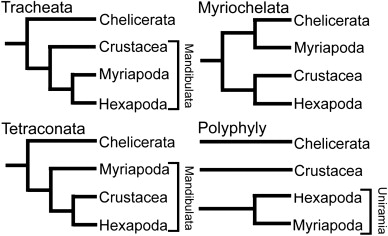 Tracheata
Chelicerata
Crustacea
Myriapoda
Hexapoda
Mandibulata
Myriochelata
Chelicerata
Myriapoda
Crustacea
Hexapoda
Tetraconata
Chelicerata
Myriapoda
Crustacea
Hexapoda
Mandibulata
Polyphyly
Chelicerata
Crustacea
Hexapoda
Myriapoda
Uniramia